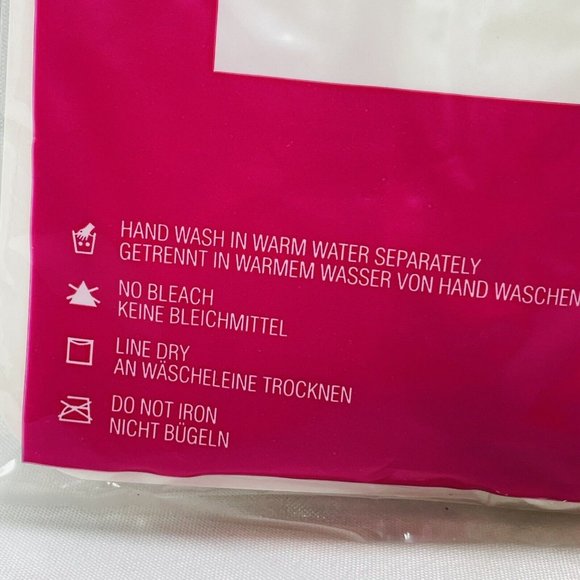 HAND WASH IN WARM WATER SEPARATELY
GETRENNT IN WARMEM WASSER VON HAND WASCHEN
NO BLEACH
KEINE BLEICHMITTEL
LINE DRY
AN WÄSCHELEINE TROCKNEN
DO NOT IRON
NICHT BÜGELN